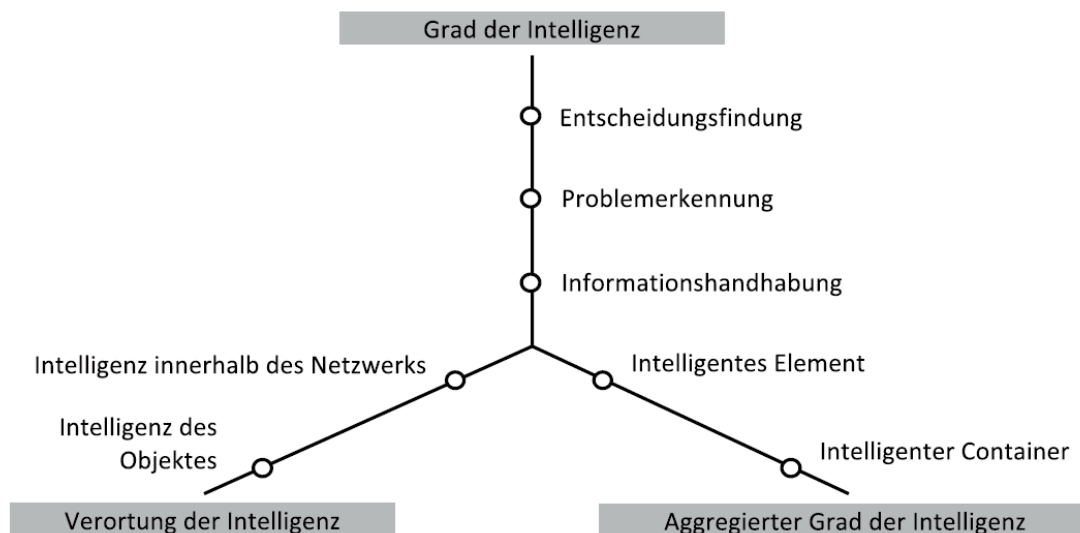 Grad der Intelligenz
Entscheidungsfindung
Problemerkennung
Informationshandhabung
Intelligenz innerhalb des Netzwerks
Intelligentes Element
Intelligenz des
Objektes
Intelligenter Container
Verortung der Intelligenz
Aggregierter Grad der Intelligenz